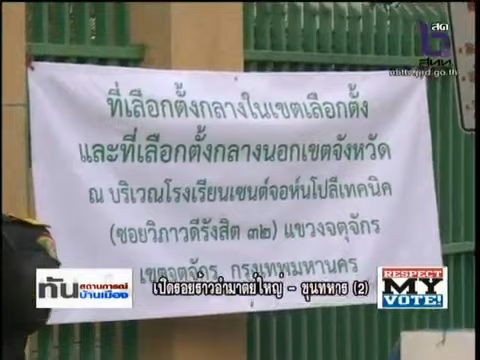 สด
สทท
ที่เลือกตั้งกลางในเขตเลือกตั้ง
และที่เลือกตั้งกลางนอกเขตจังหวัด
ณ บริเวณโรงเรียนเซนต์จอห์นโปลีเทคนิค
(ซอยวิภาวดีรังสิต ๓๒) แขวงจตุจักร
เขตจตุจักร กรุงเทพมหานคร
ทันสถานการณ์
บ้านเมือง
เปิดรอยร้าวอำมาตย์ใหญ่ - ขุนทหาร (2)
RESPECT
MY
VOTE!